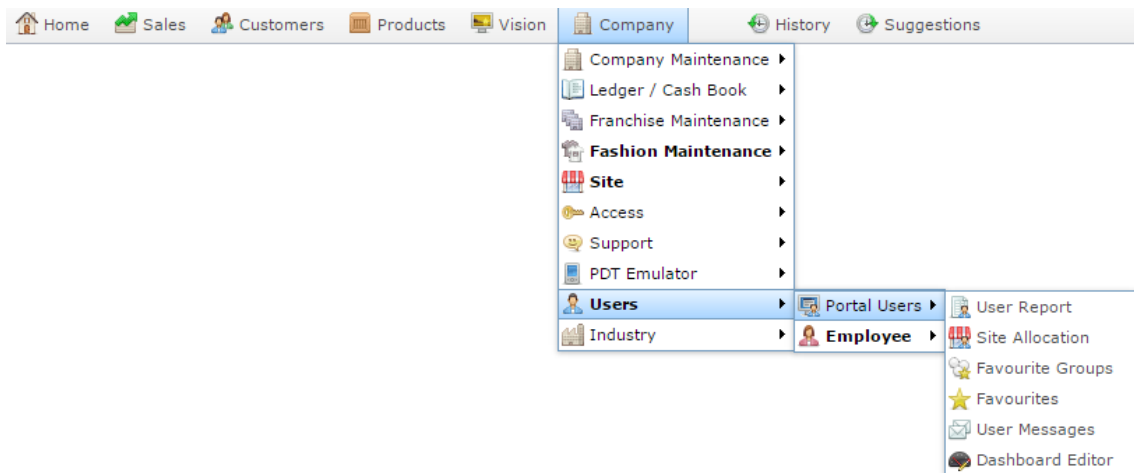 Home Sales Customers Products Vision Company History Suggestions
Company Maintenance
Ledger / Cash Book
Franchise Maintenance
Fashion Maintenance
Site
Access
Support
PDT Emulator
Users
Industry
Portal Users
Employee
User Report
Site Allocation
Favourite Groups
Favourites
User Messages
Dashboard Editor